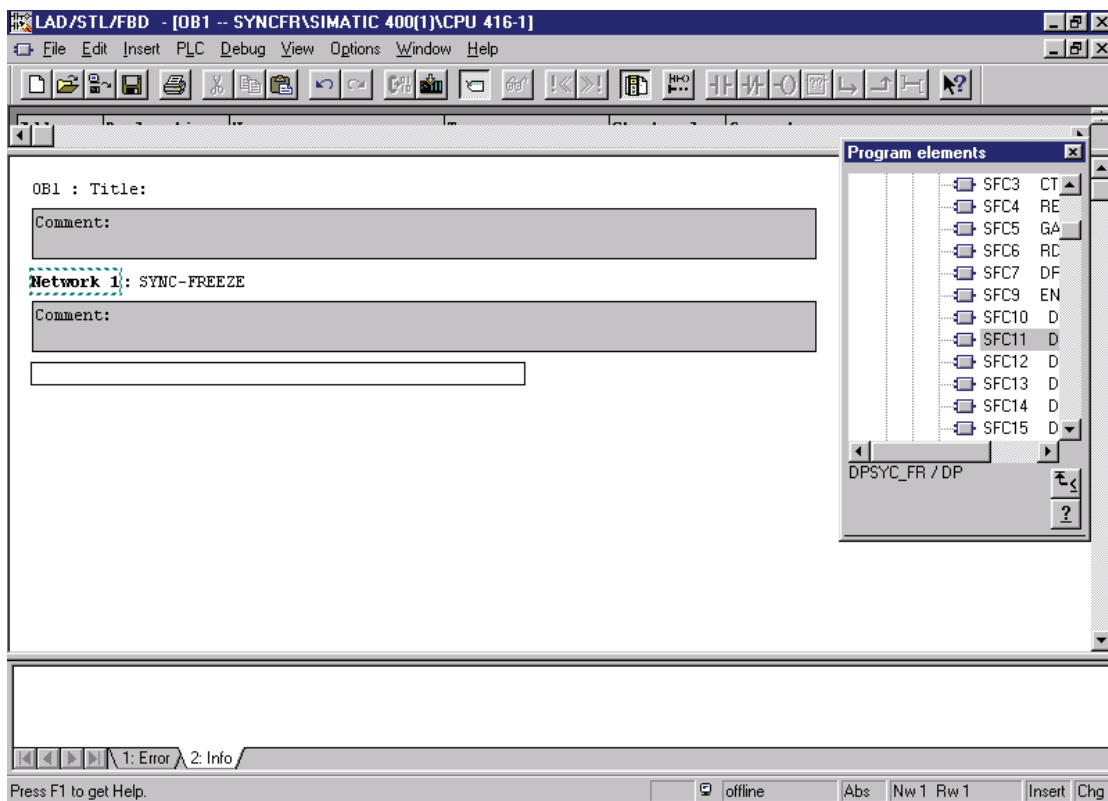 LAD/STL/FBD - [OB1 -- SYNCFR\SIMATIC 400(1)\CPU 416-1]
File Edit Insert PLC Debug View Options Window Help
OB1 : Title:
Comment:
Network 1: SYNC-FREEZE
Comment:
Program elements
SFC3 CT
SFC4 RE
SFC5 GA
SFC6 RD
SFC7 DP
SFC9 EN
SFC10 D
SFC11 D
SFC12 D
SFC13 D
SFC14 D
SFC15 D
DPSYC_FR / DP
1: Error 2: Info
Press F1 to get Help. offline Abs Nw 1 Rw 1 Insert Chg